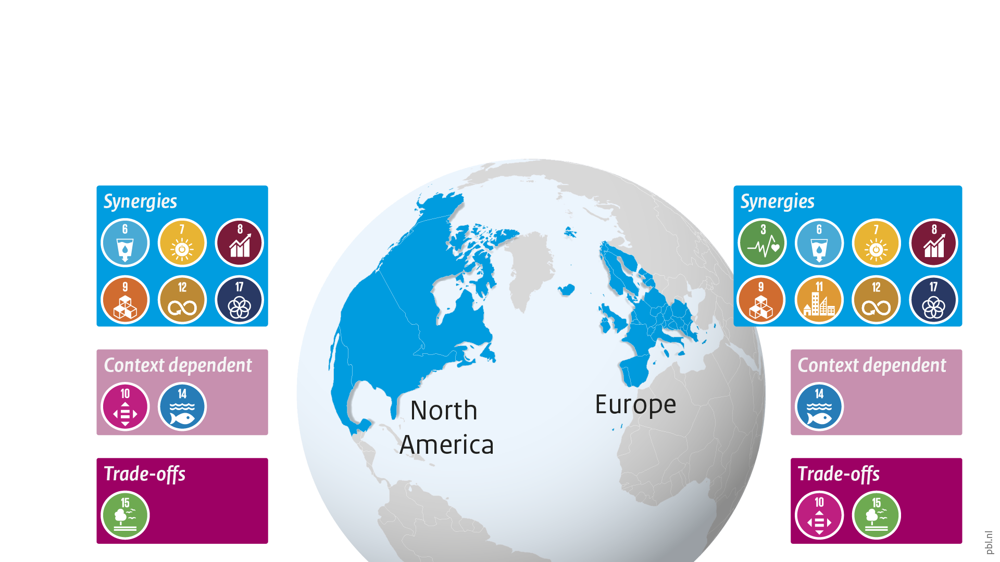 Synergies
6 7 8
9 12 17
Context dependent
10 14
Trade-offs
15
North
America
Europe
Synergies
3 6 7 8
9 11 12 17
Context dependent
14
Trade-offs
10 15
pbl.nl